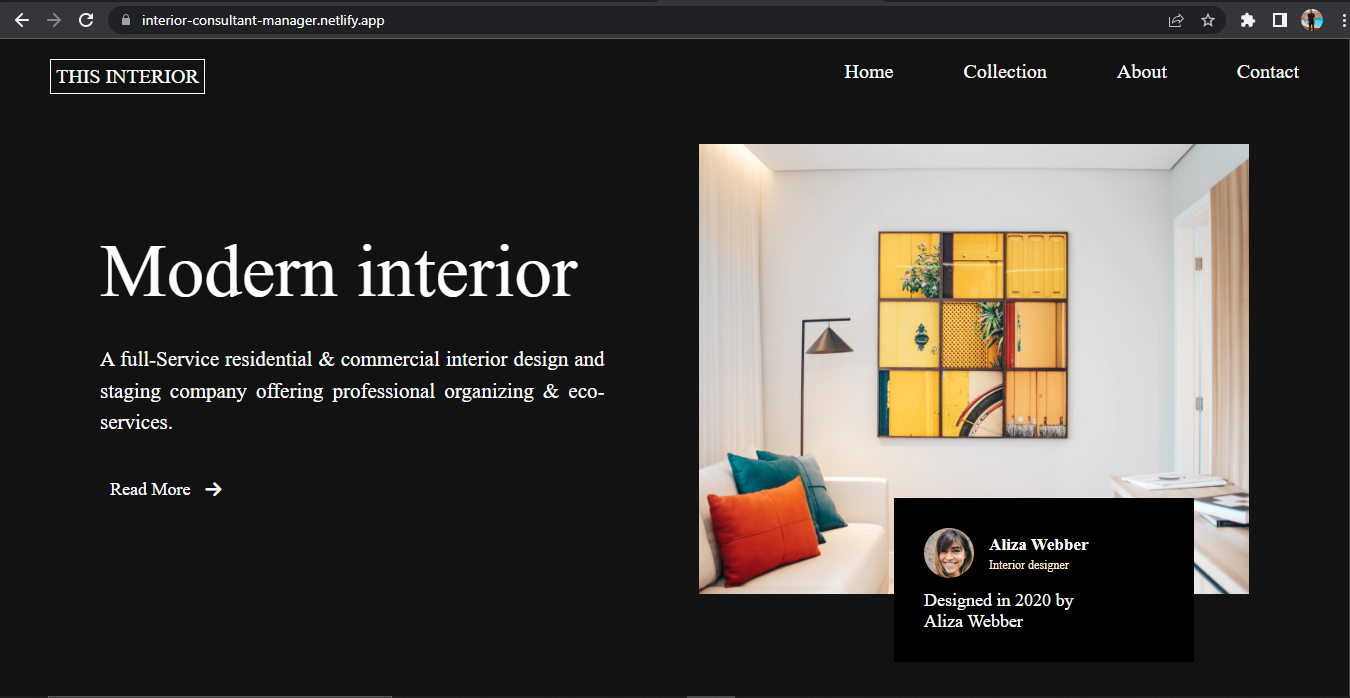 interior-consultant-manager.netlify.app
THIS INTERIOR
Home
Collection
About
Contact
Modern interior
A full-Service residential & commercial interior design and
staging company offering professional organizing & eco-
services.
Read More
Aliza Webber
Interior designer
Designed in 2020 by
Aliza Webber